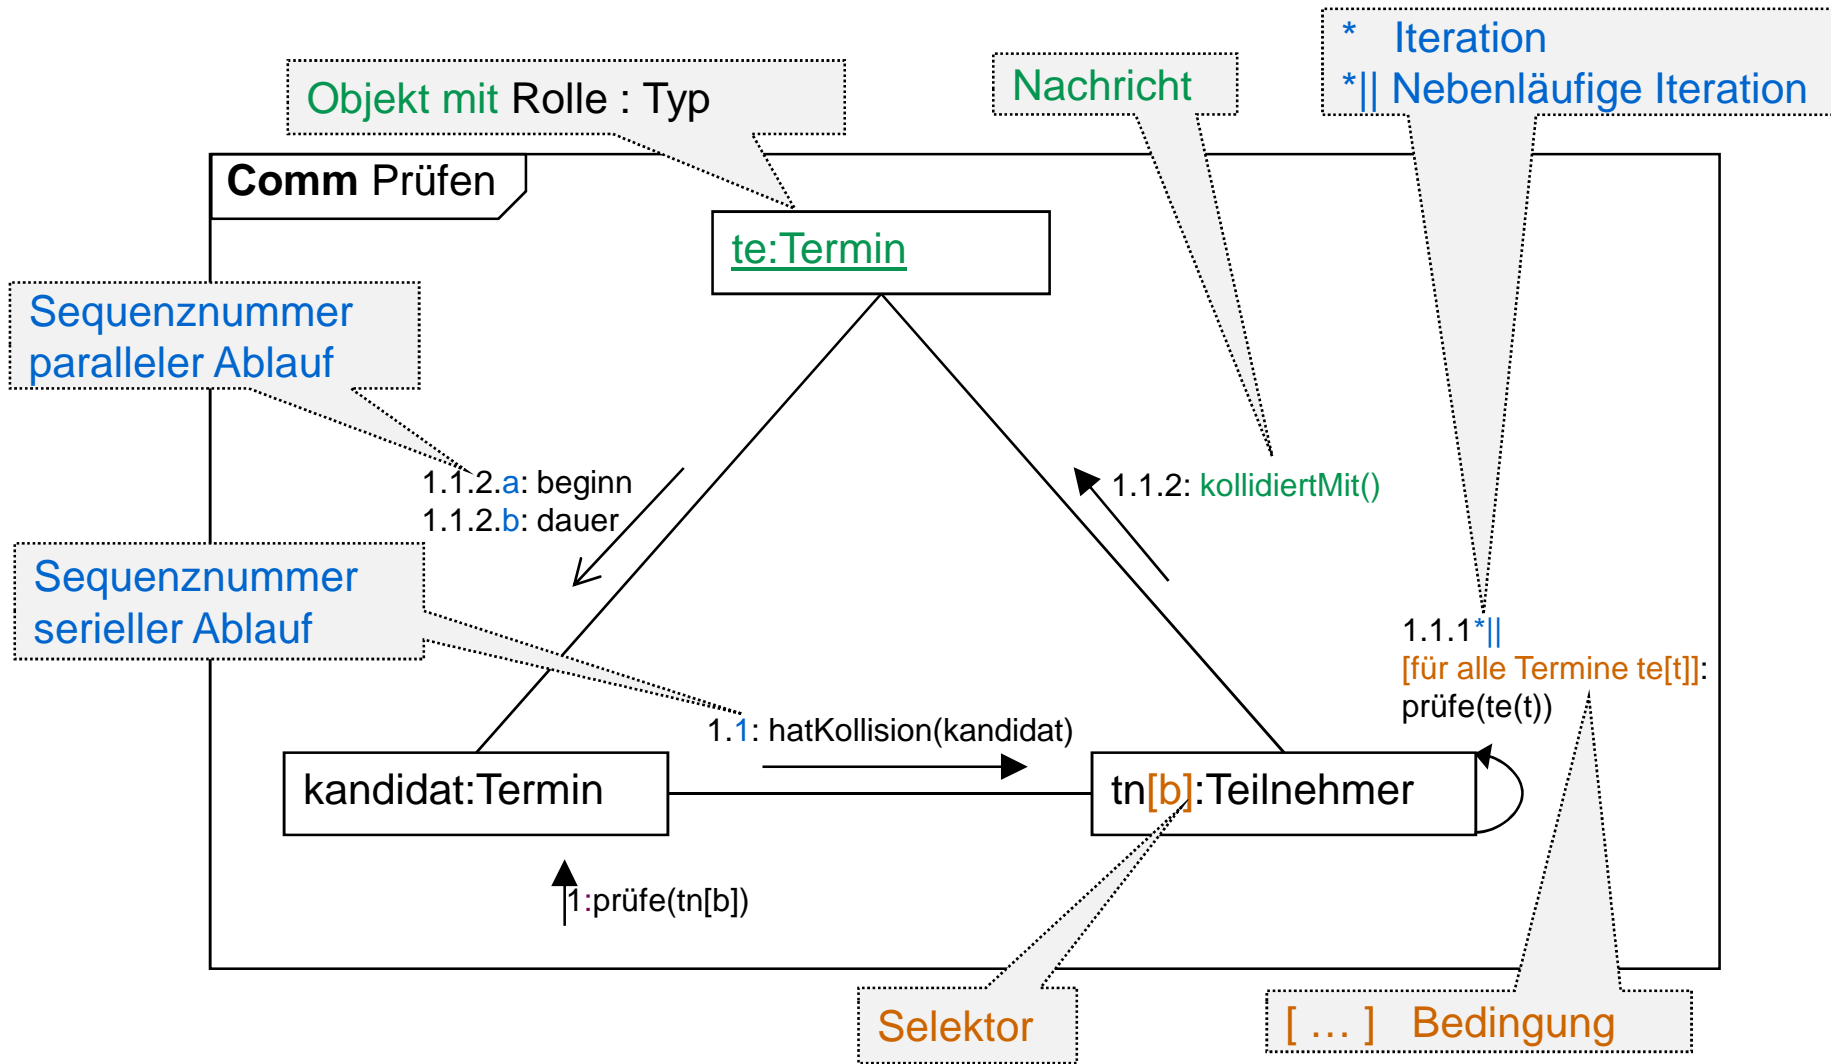 * Iteration
*|| Nebenläufige Iteration
Objekt mit Rolle : Typ
Nachricht
Comm Prüfen
te:Termin
Sequenznummer
paralleler Ablauf
1.1.2.a: beginn
1.1.2.b: dauer
1.1.2: kollidiertMit()
Sequenznummer
serieller Ablauf
1.1.1*||
[für alle Termine te[t]]:
prüfe(te(t))
1.1: hatKollision(kandidat)
kandidat:Termin
tn[b]:Teilnehmer
1:prüfe(tn[b])
Selektor
[ … ] Bedingung